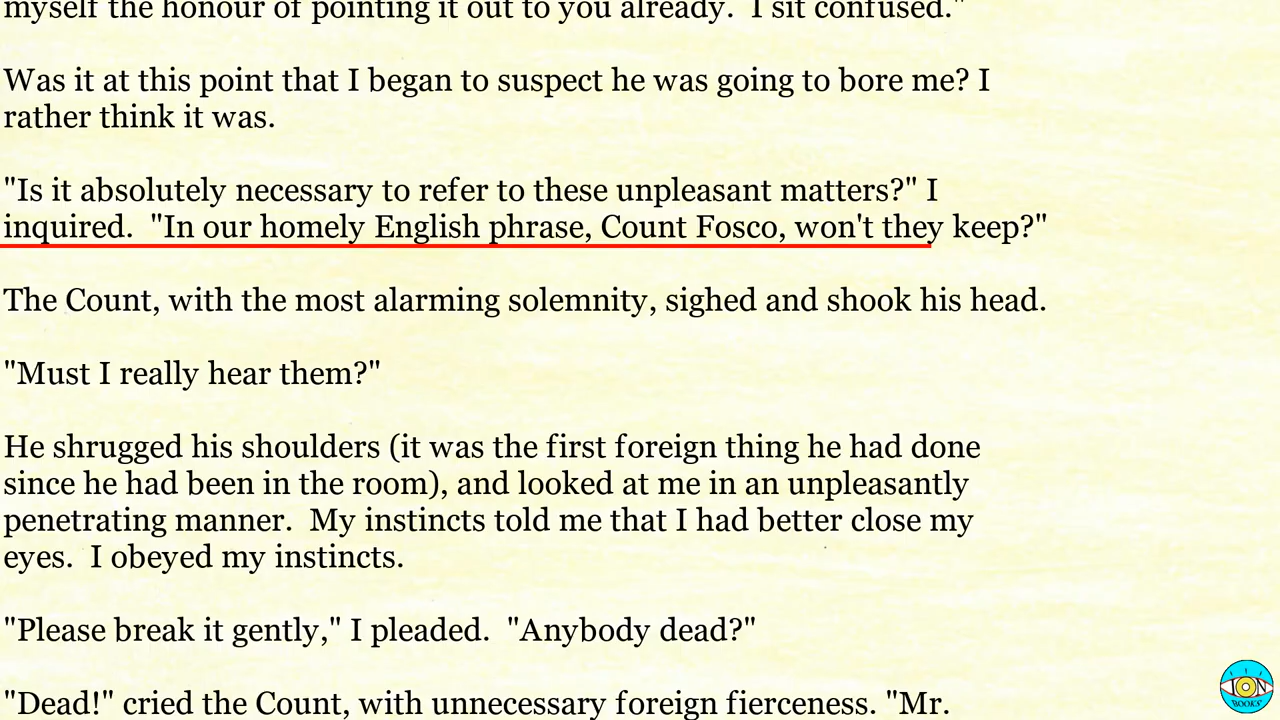 myself the honour of pointing it out to you already.  I sit confused."
Was it at this point that I began to suspect he was going to bore me? I
rather think it was.
"Is it absolutely necessary to refer to these unpleasant matters?" I
inquired.  "In our homely English phrase, Count Fosco, won't they keep?"
The Count, with the most alarming solemnity, sighed and shook his head.
"Must I really hear them?"
He shrugged his shoulders (it was the first foreign thing he had done
since he had been in the room), and looked at me in an unpleasantly
penetrating manner.  My instincts told me that I had better close my
eyes.  I obeyed my instincts.
"Please break it gently," I pleaded.  "Anybody dead?"
"Dead!" cried the Count, with unnecessary foreign fierceness. "Mr.
ION
BOOKS